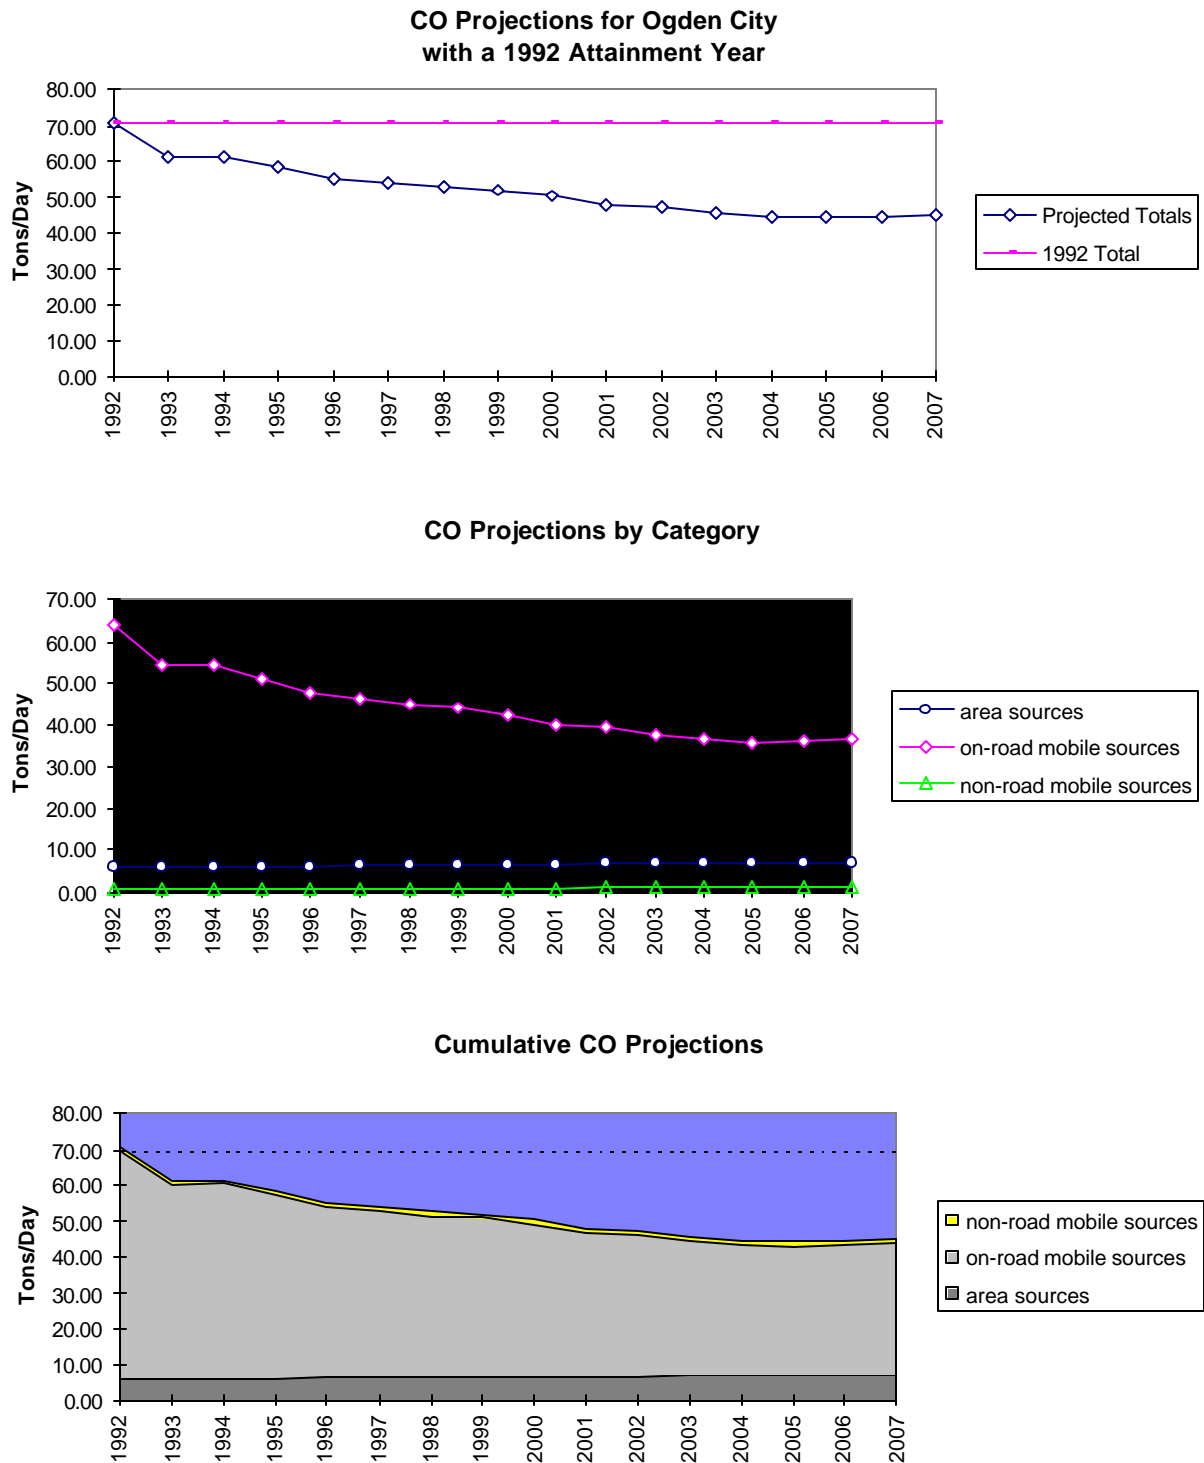 CO Projections for Ogden City
with a 1992 Attainment Year
80.00
70.00
60.00
50.00
40.00
30.00
20.00
10.00
0.00
Tons/Day
1992 1993 1994 1995 1996 1997 1998 1999 2000 2001 2002 2003 2004 2005 2006 2007
Projected Totals
1992 Total
CO Projections by Category
70.00
60.00
50.00
40.00
30.00
20.00
10.00
0.00
Tons/Day
1992 1993 1994 1995 1996 1997 1998 1999 2000 2001 2002 2003 2004 2005 2006 2007
area sources
on-road mobile sources
non-road mobile sources
Cumulative CO Projections
80.00
70.00
60.00
50.00
40.00
30.00
20.00
10.00
0.00
Tons/Day
1992 1993 1994 1995 1996 1997 1998 1999 2000 2001 2002 2003 2004 2005 2006 2007
non-road mobile sources
on-road mobile sources
area sources